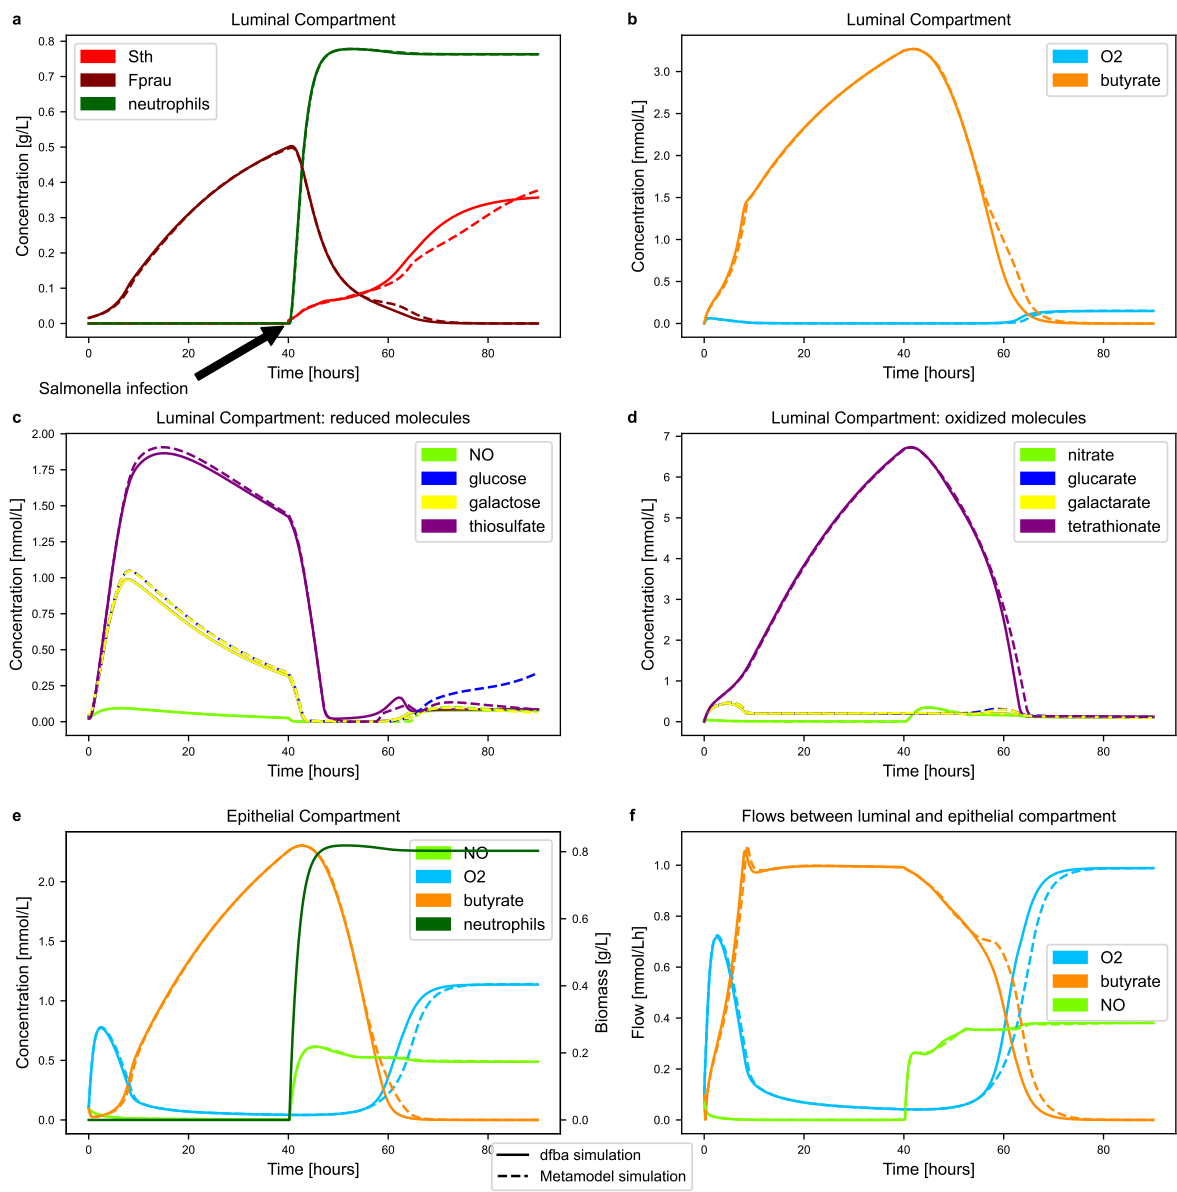 a
Luminal Compartment
0.8
0.7
0.6
0.5
0.4
0.3
0.2
0.1
0.0
Concentration [g/L]
Sth
Fprau
neutrophils
0
20
40
60
80
Time [hours]
Salmonella infection
b
Luminal Compartment
3.0
2.5
2.0
1.5
1.0
0.5
0.0
Concentration [mmol/L]
O2
butyrate
0
20
40
60
80
Time [hours]
c
Luminal Compartment: reduced molecules
2.00
1.75
1.50
1.25
1.00
0.75
0.50
0.25
0.00
Concentration [mmol/L]
NO
glucose
galactose
thiosulfate
0
20
40
60
80
Time [hours]
d
Luminal Compartment: oxidized molecules
7
6
5
4
3
2
1
0
Concentration [mmol/L]
nitrate
glucarate
galactarate
tetrathionate
0
20
40
60
80
Time [hours]
e
Epithelial Compartment
2.0
1.5
1.0
0.5
0.0
Concentration [mmol/L]
NO
O2
butyrate
neutrophils
0.8
0.6
0.4
0.2
0.0
Biomass [g/L]
0
20
40
60
80
Time [hours]
f
Flows between luminal and epithelial compartment
1.0
0.8
0.6
0.4
0.2
0.0
Flow [mmol/Lh]
O2
butyrate
NO
0
20
40
60
80
Time [hours]
dfba simulation
Metamodel simulation